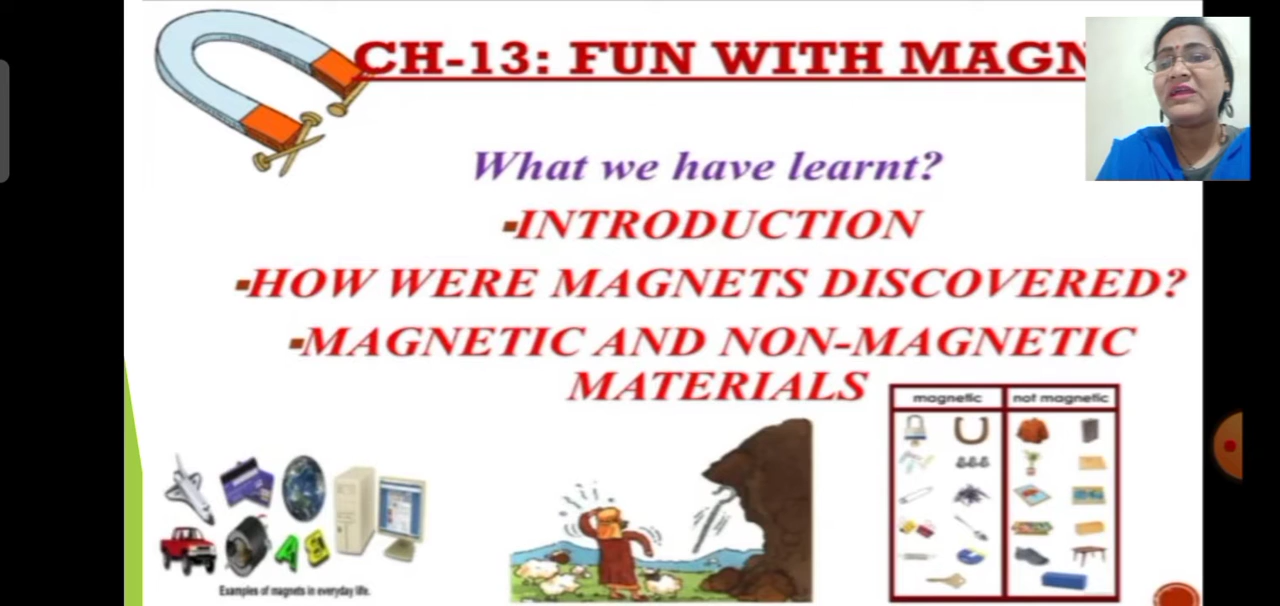 CH-13: FUN WITH MAGN
What we have learnt?
▪INTRODUCTION
▪HOW WERE MAGNETS DISCOVERED?
▪MAGNETIC AND NON-MAGNETIC
MATERIALS
magnetic not magnetic
Examples of magnets in everyday life.